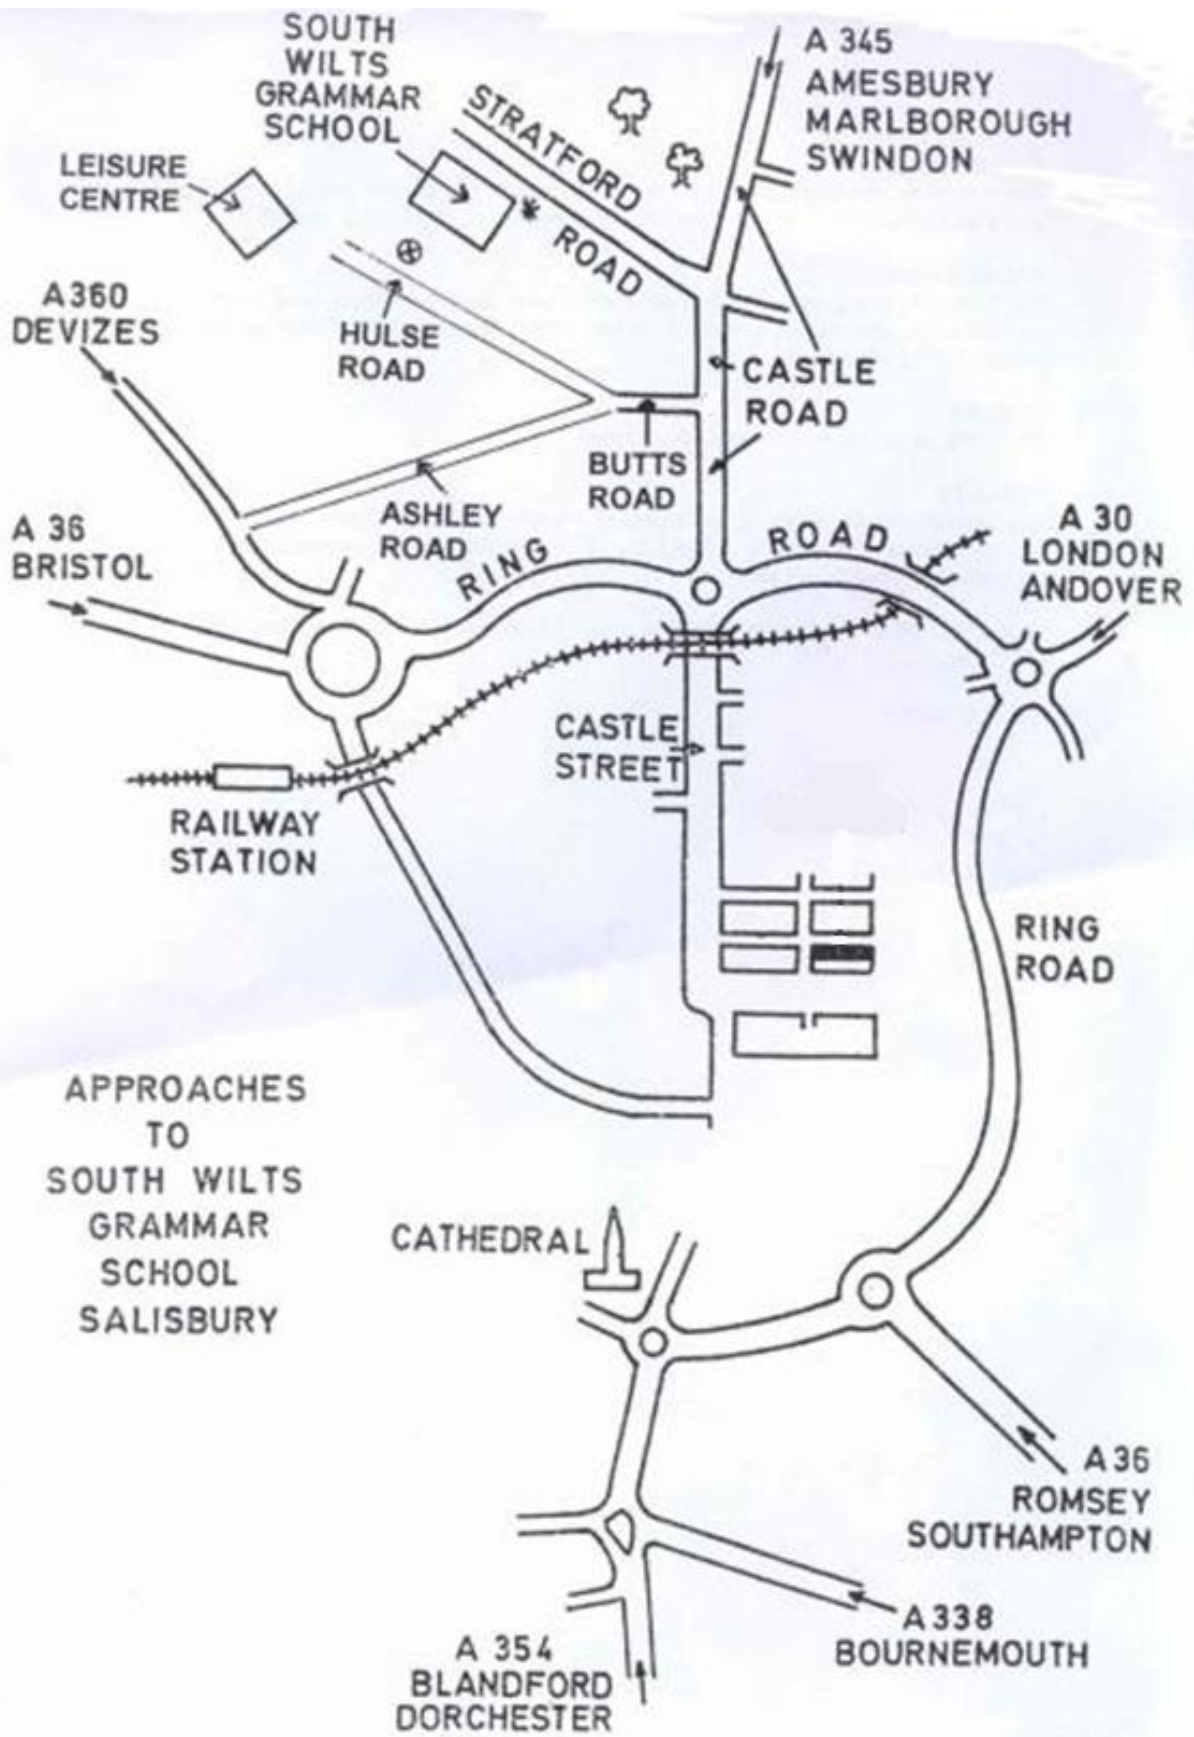 SOUTH
WILTS
GRAMMAR
SCHOOL
A 345
AMESBURY
MARLBOROUGH
SWINDON
STRATFORD
ROAD
LEISURE
CENTRE
A360
DEVIZES
HULSE
ROAD
CASTLE
ROAD
BUTTS
ROAD
ASHLEY
ROAD
A 36
BRISTOL
RING
ROAD
A 30
LONDON
ANDOVER
CASTLE
STREET
RAILWAY
STATION
RING
ROAD
APPROACHES
TO
SOUTH WILTS
GRAMMAR
SCHOOL
SALISBURY
CATHEDRAL
A36
ROMSEY
SOUTHAMPTON
A338
BOURNEMOUTH
A 354
BLANDFORD
DORCHESTER